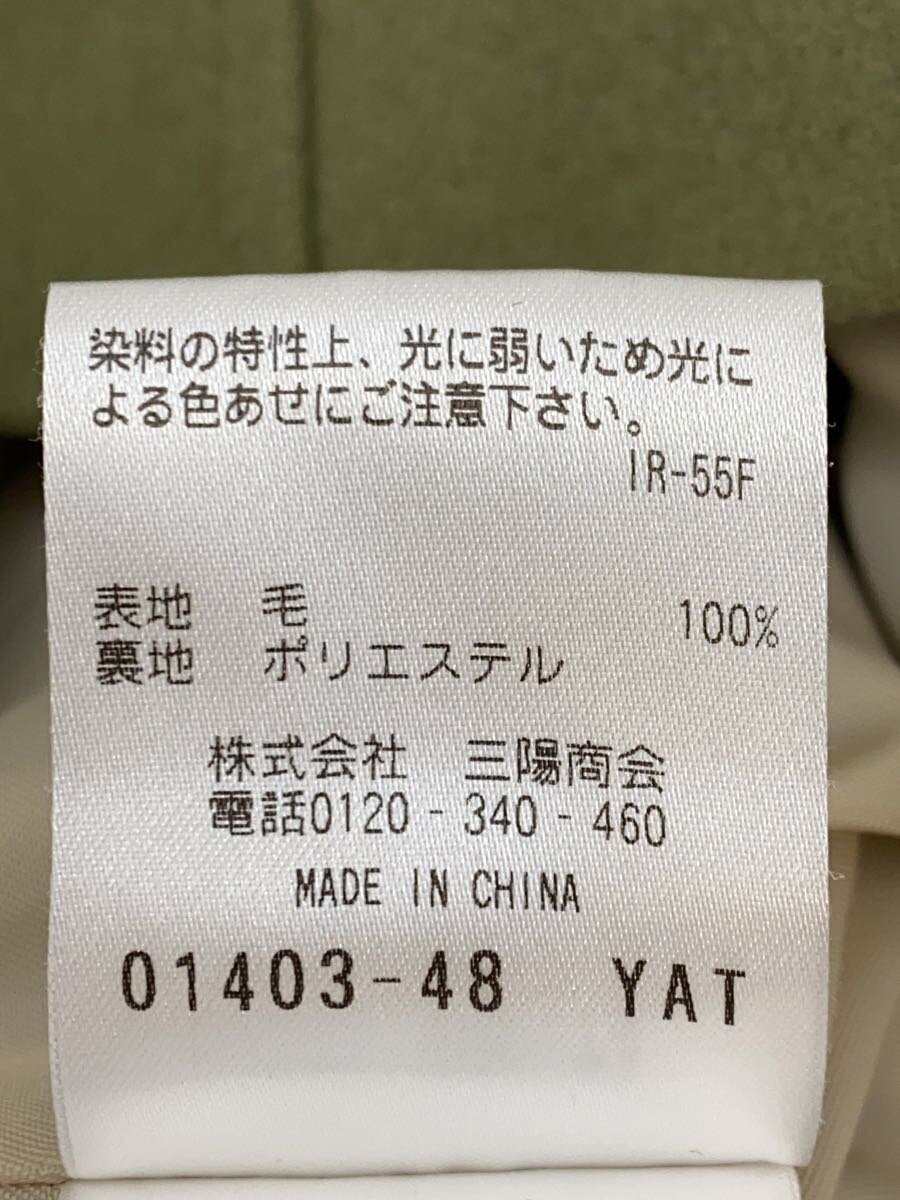 染料の特性上、光に弱いため光に
よる色あせにご注意下さい。
IR-55F
表地 毛 100%
裏地 ポリエステル
株式会社 三陽商会
電話0120-340-460
MADE IN CHINA
01403-48 YAT